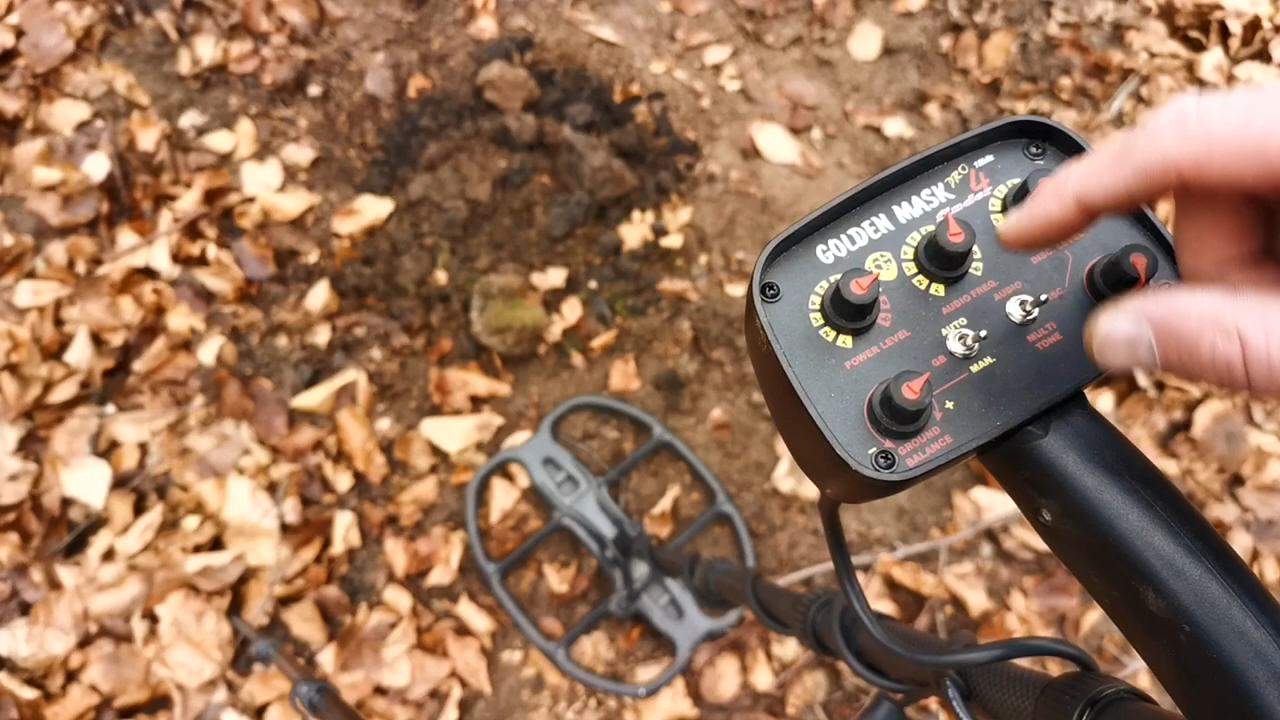 GOLDEN MASK PRO
4
POWER LEVEL
AUDIO FREQ.
AUTO
GB
MAN.
AUDIO
MULTI
TONE
+
-
GROUND
BALANCE